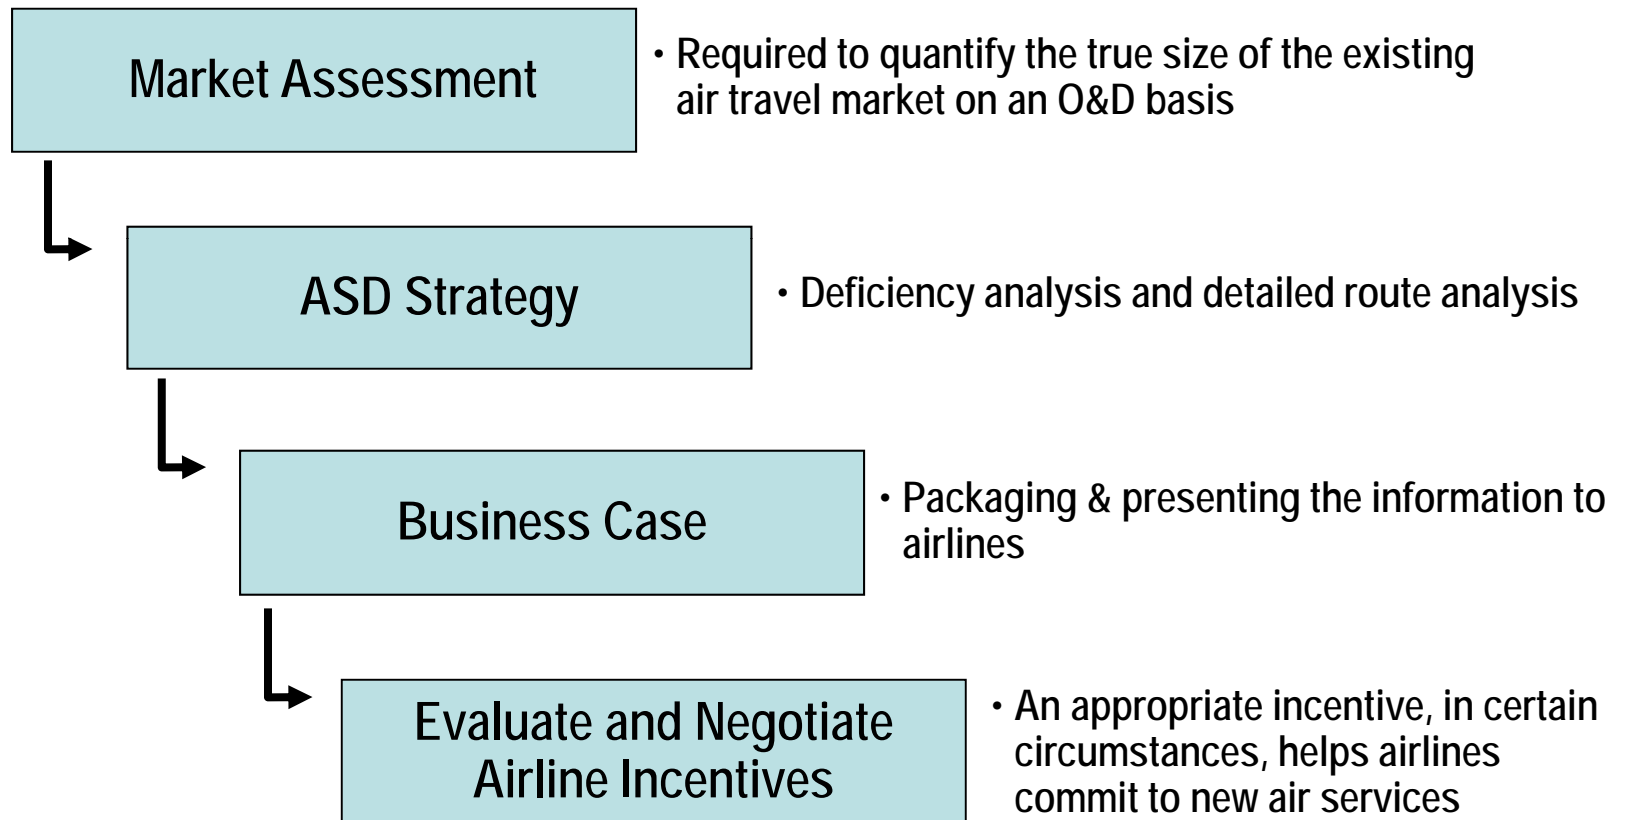 Market Assessment
• Required to quantify the true size of the existing
air travel market on an O&D basis
ASD Strategy
• Deficiency analysis and detailed route analysis
Business Case
• Packaging & presenting the information to
airlines
Evaluate and Negotiate
Airline Incentives
• An appropriate incentive, in certain
circumstances, helps airlines
commit to new air services